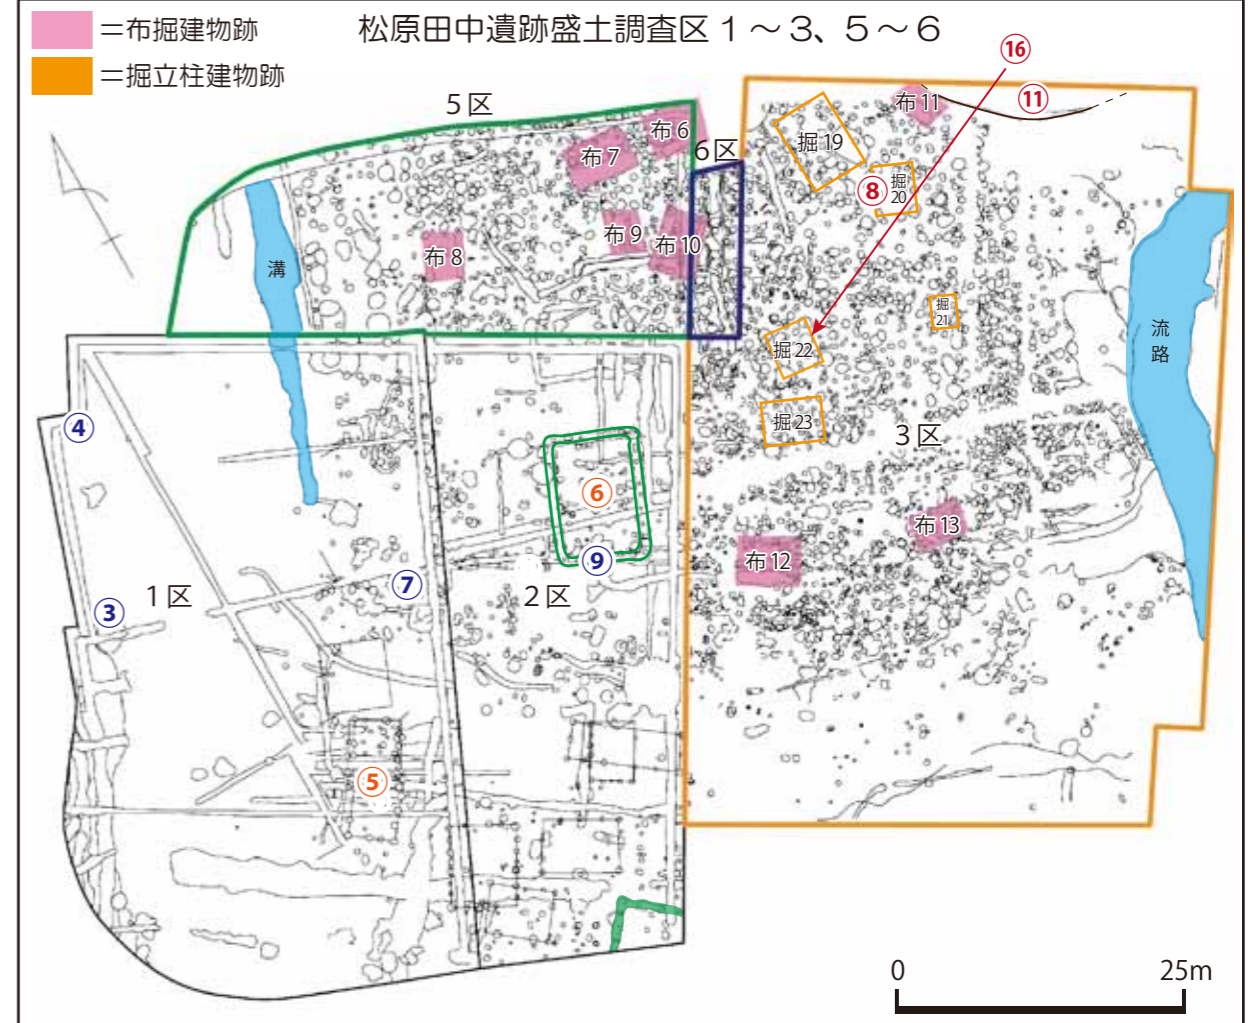 ＝布掘建物跡
松原田中遺跡盛土調査区１～３、５～６
＝掘立柱建物跡
⑯
5区
布6
6区
布11
⑪
布7
掘19
⑧
掘
20
布9
布10
布8
溝
掘
21
流
路
掘22
掘23
3区
④
⑥
布13
布12
⑨
⑦
1区
2区
③
⑤
0
25m